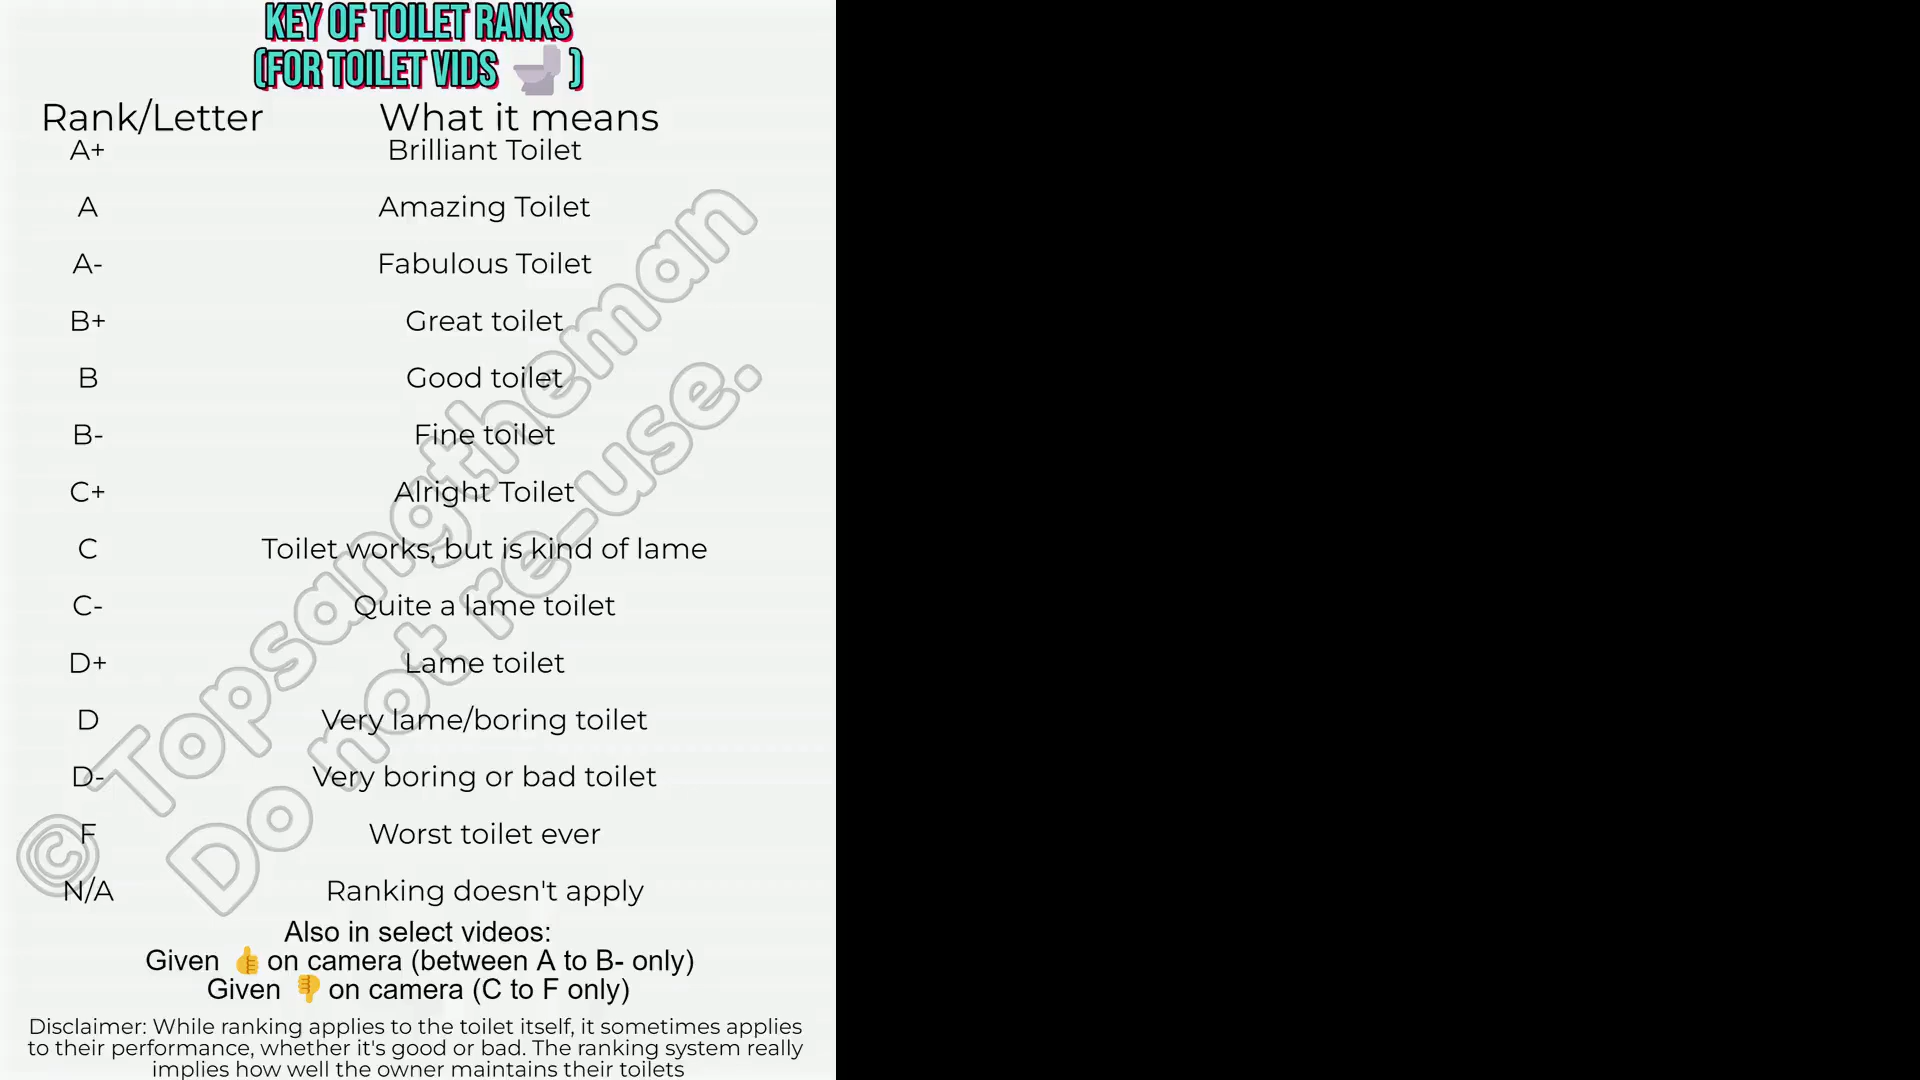 KEY OF TOILET RANKS
(FOR TOILET VIDS 🚽 )
Rank/Letter What it means
A+ Brilliant Toilet
A Amazing Toilet
A- Fabulous Toilet
B+ Great toilet
B Good toilet
B- Fine toilet
C+ Alright Toilet
C Toilet works, but is kind of lame
C- Quite a lame toilet
D+ Lame toilet
D Very lame/boring toilet
D- Very boring or bad toilet
F Worst toilet ever
N/A Ranking doesn't apply
Also in select videos:
Given 👍 on camera (between A to B- only)
Given 👎 on camera (C to F only)
Disclaimer: While ranking applies to the toilet itself, it sometimes applies
to their performance, whether it's good or bad. The ranking system really
implies how well the owner maintains their toilets
© Topsangtheman
Do not re-use.